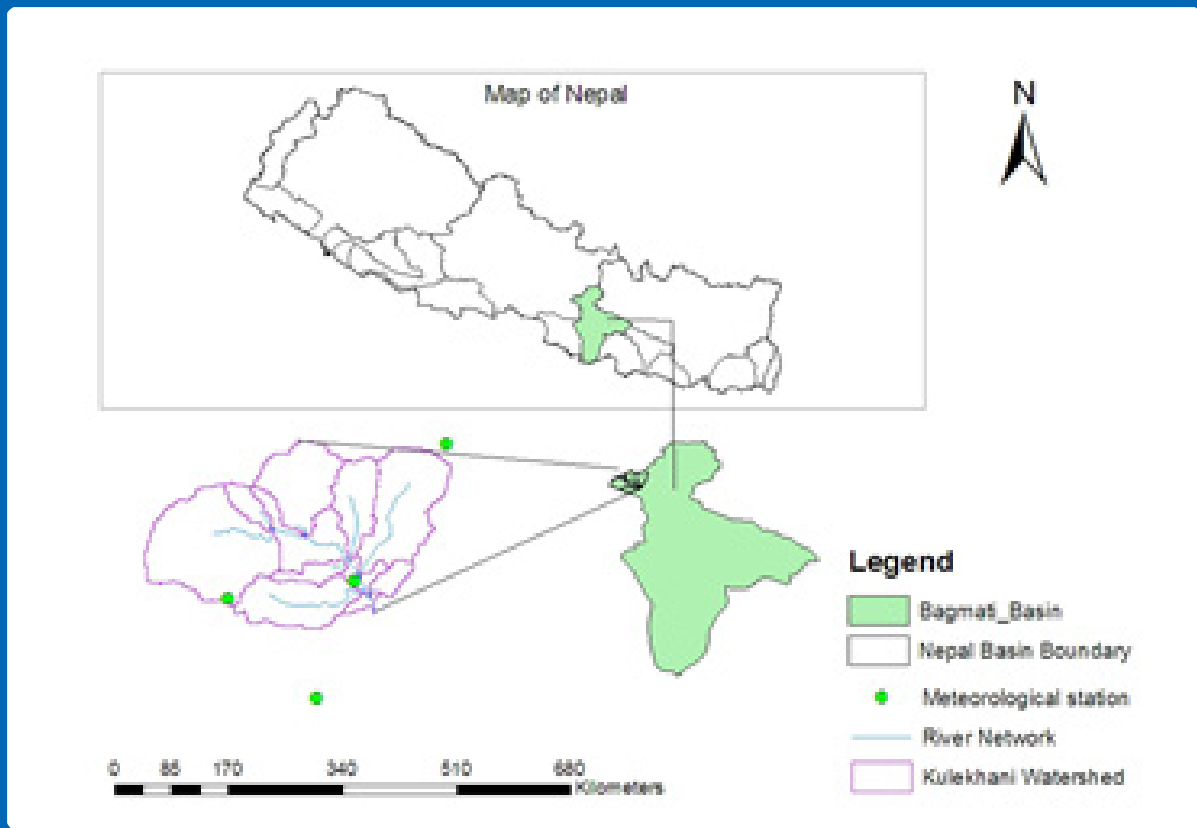 Map of Nepal
N
Legend
Bagmati_Basin
Nepal Basin Boundary
Meteorological station
River Network
Kulekhani Watershed
0 85 170 340 510 680
Kilometers